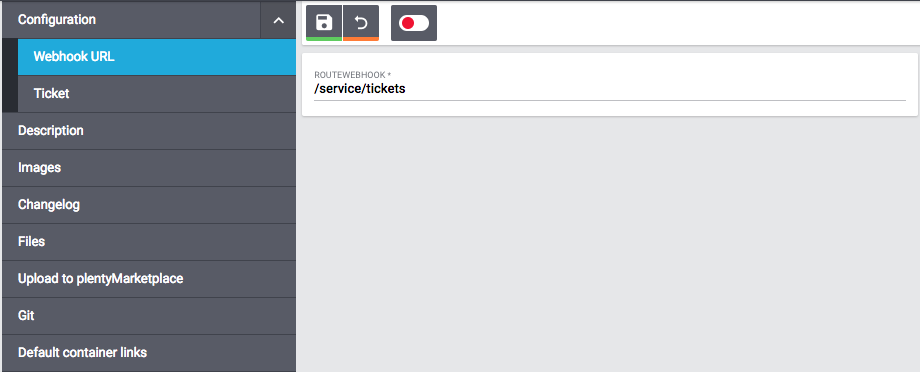 Configuration
Webhook URL
Ticket
Description
Images
Changelog
Files
Upload to plentyMarketplace
Git
Default container links
ROUTEWEBHOOK *
/service/tickets